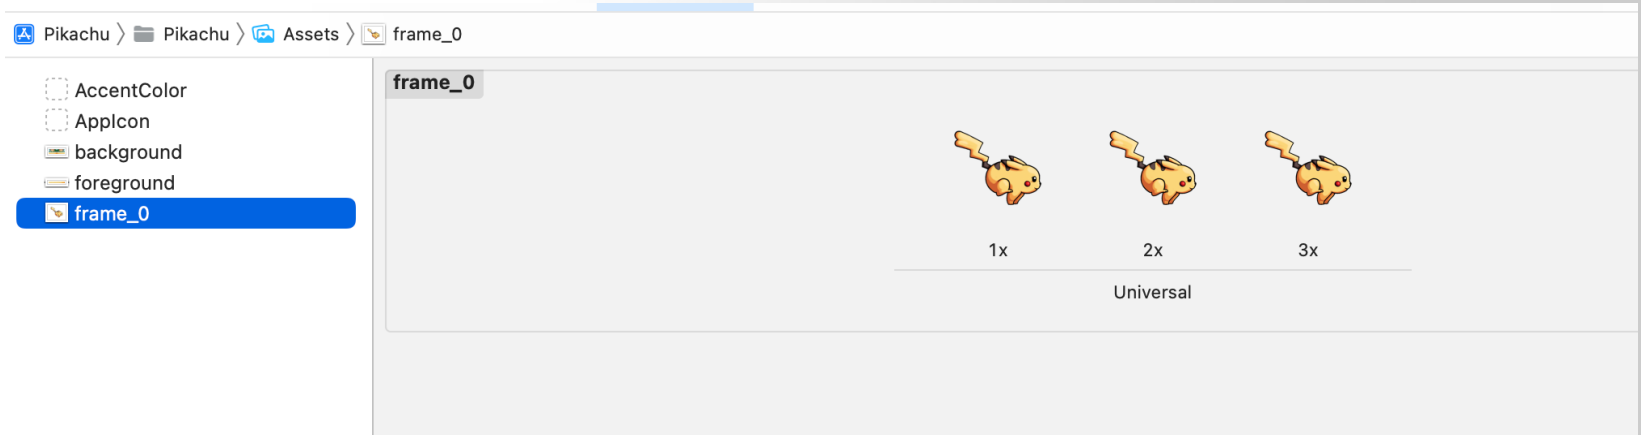 Pikachu Pikachu Assets frame_0
AccentColor
AppIcon
background
foreground
frame_0
frame_0
1x 2x 3x
Universal